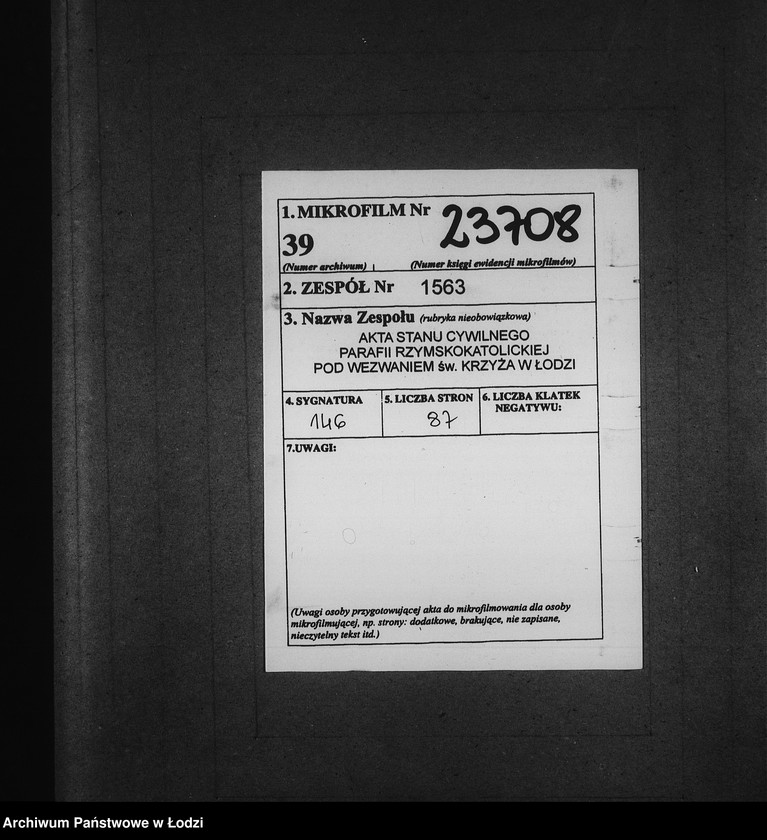 1. MIKROFILM Nr 23708
39
(Numer archiwum) (Numer księgi ewidencji mikrofilmów)
2. ZESPÓŁ Nr 1563
3. Nazwa Zespołu (rubryka nieobowiązkowa)
AKTA STANU CYWILNEGO
PARAFII RZYMSKOKATOLICKIEJ
POD WEZWANIEM św. KRZYŻA W ŁODZI
4. SYGNATURA
146
5. LICZBA STRON
87
6. LICZBA KLATEK
NEGATYWU:
7.UWAGI:
(Uwagi osoby przygotowującej akta do mikrofilmowania dla osoby
mikrofilmującej, np. strony: dodatkowe, brakujące, nie zapisane,
nieczytelny tekst itd.)
Archiwum Państwowe w Łodzi